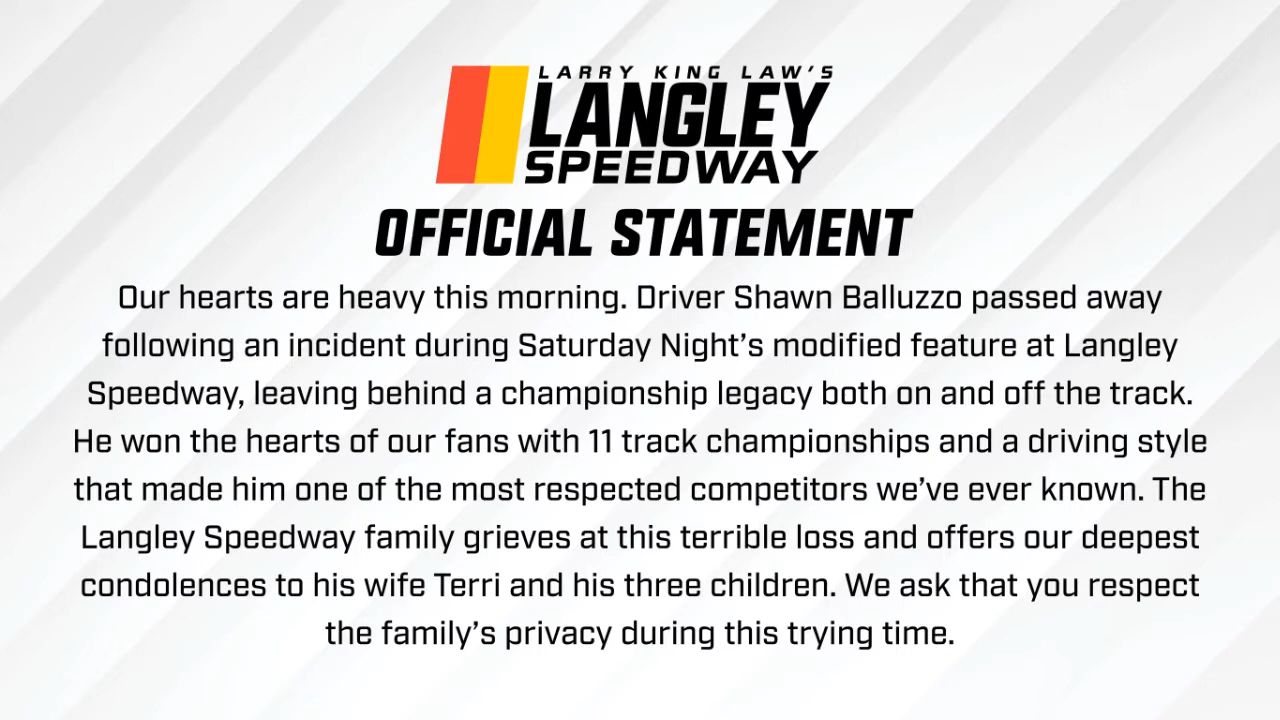 LARRY KING LAW'S
LANGLEY
SPEEDWAY
OFFICIAL STATEMENT
Our hearts are heavy this morning. Driver Shawn Balluzzo passed away
following an incident during Saturday Night's modified feature at Langley
Speedway, leaving behind a championship legacy both on and off the track.
He won the hearts of our fans with 11 track championships and a driving style
that made him one of the most respected competitors we've ever known. The
Langley Speedway family grieves at this terrible loss and offers our deepest
condolences to his wife Terri and his three children. We ask that you respect
the family's privacy during this trying time.